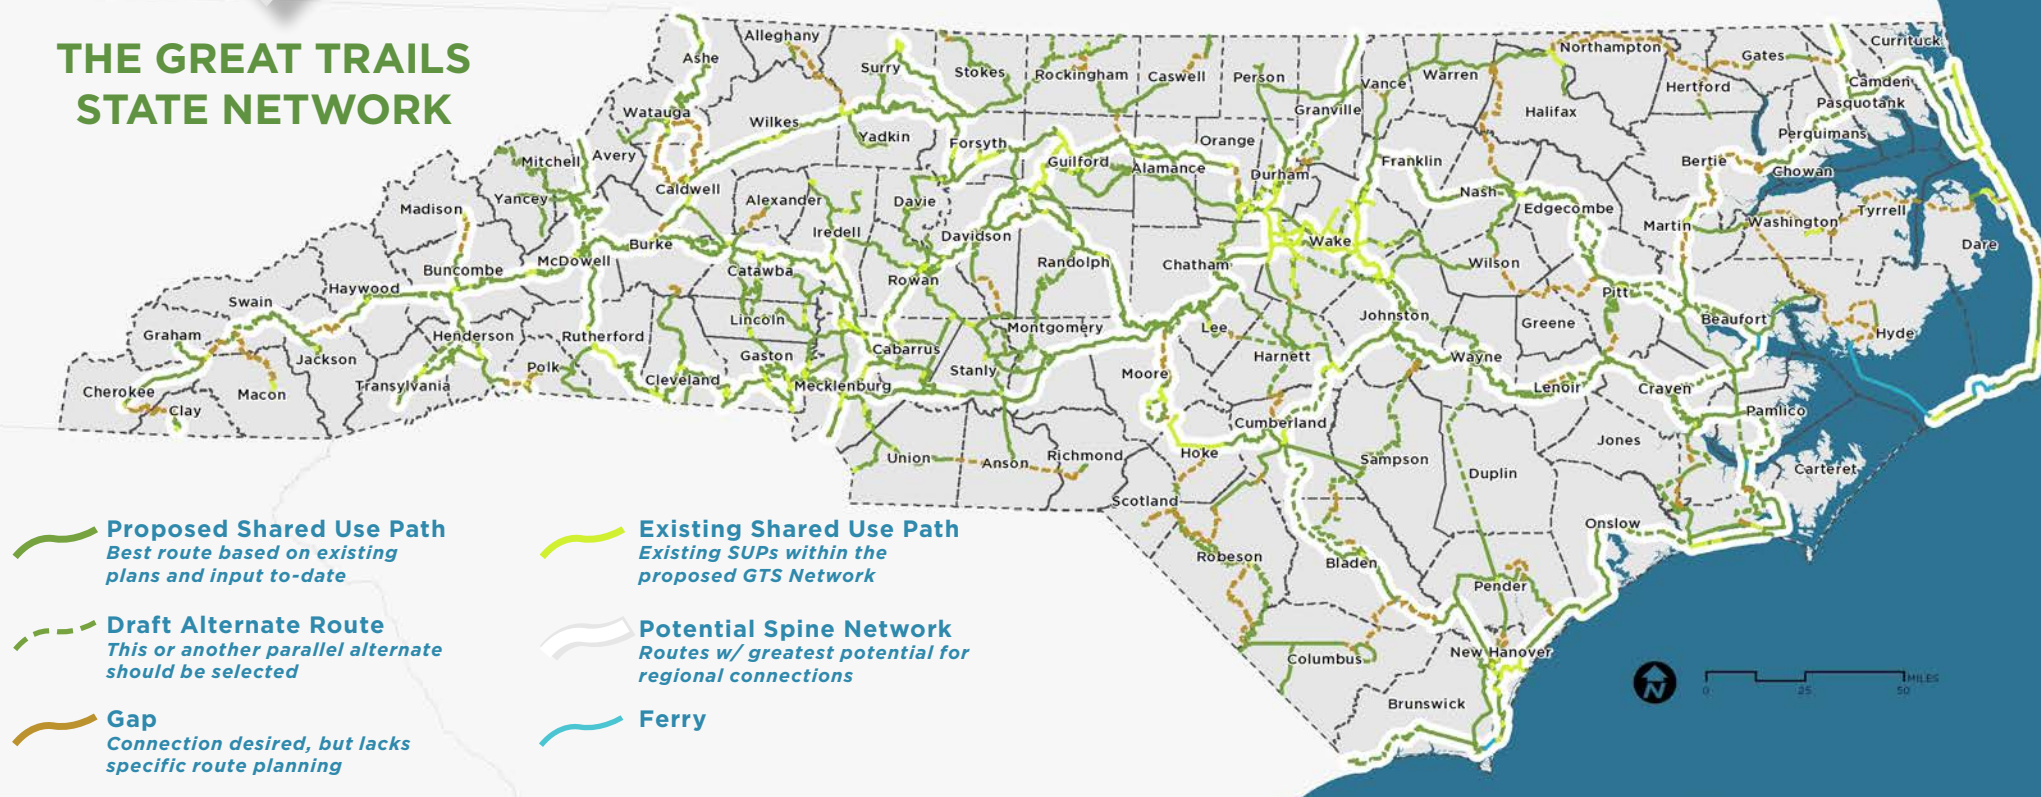 THE GREAT TRAILS
STATE NETWORK
Alleghany
Ashe
Surry
Stokes
Rockingham
Caswell
Person
Vance
Warren
Northampton
Gates
Currituck
Camden
Hertford
Pasquotank
Watauga
Wilkes
Yadkin
Forsyth
Guilford
Alamance
Orange
Granville
Halifax
Perquimans
Mitchell
Avery
Caldwell
Durham
Franklin
Bertie
Chowan
Yancey
Madison
Alexander
Davie
Nash
Edgecombe
Iredell
Davidson
Martin
Washington
Tyrrell
Burke
Wake
Dare
McDowell
Buncombe
Catawba
Rowan
Randolph
Chatham
Wilson
Haywood
Swain
Pitt
Graham
Henderson
Rutherford
Lincoln
Montgomery
Lee
Johnston
Greene
Beaufort
Hyde
Jackson
Gaston
Cabarrus
Harnett
Wayne
Cherokee
Macon
Transylvania
Polk
Cleveland
Mecklenburg
Stanly
Moore
Lenoir
Craven
Clay
Pamlico
Cumberland
Union
Anson
Richmond
Hoke
Sampson
Duplin
Jones
Carteret
Scotland
Onslow
Robeson
Bladen
Pender
Columbus
New Hanover
Brunswick
Proposed Shared Use Path
Best route based on existing
plans and input to-date
Draft Alternate Route
This or another parallel alternate
should be selected
Gap
Connection desired, but lacks
specific route planning
Existing Shared Use Path
Existing SUPs within the
proposed GTS Network
Potential Spine Network
Routes w/ greatest potential for
regional connections
Ferry
N
0
25
50
MILES